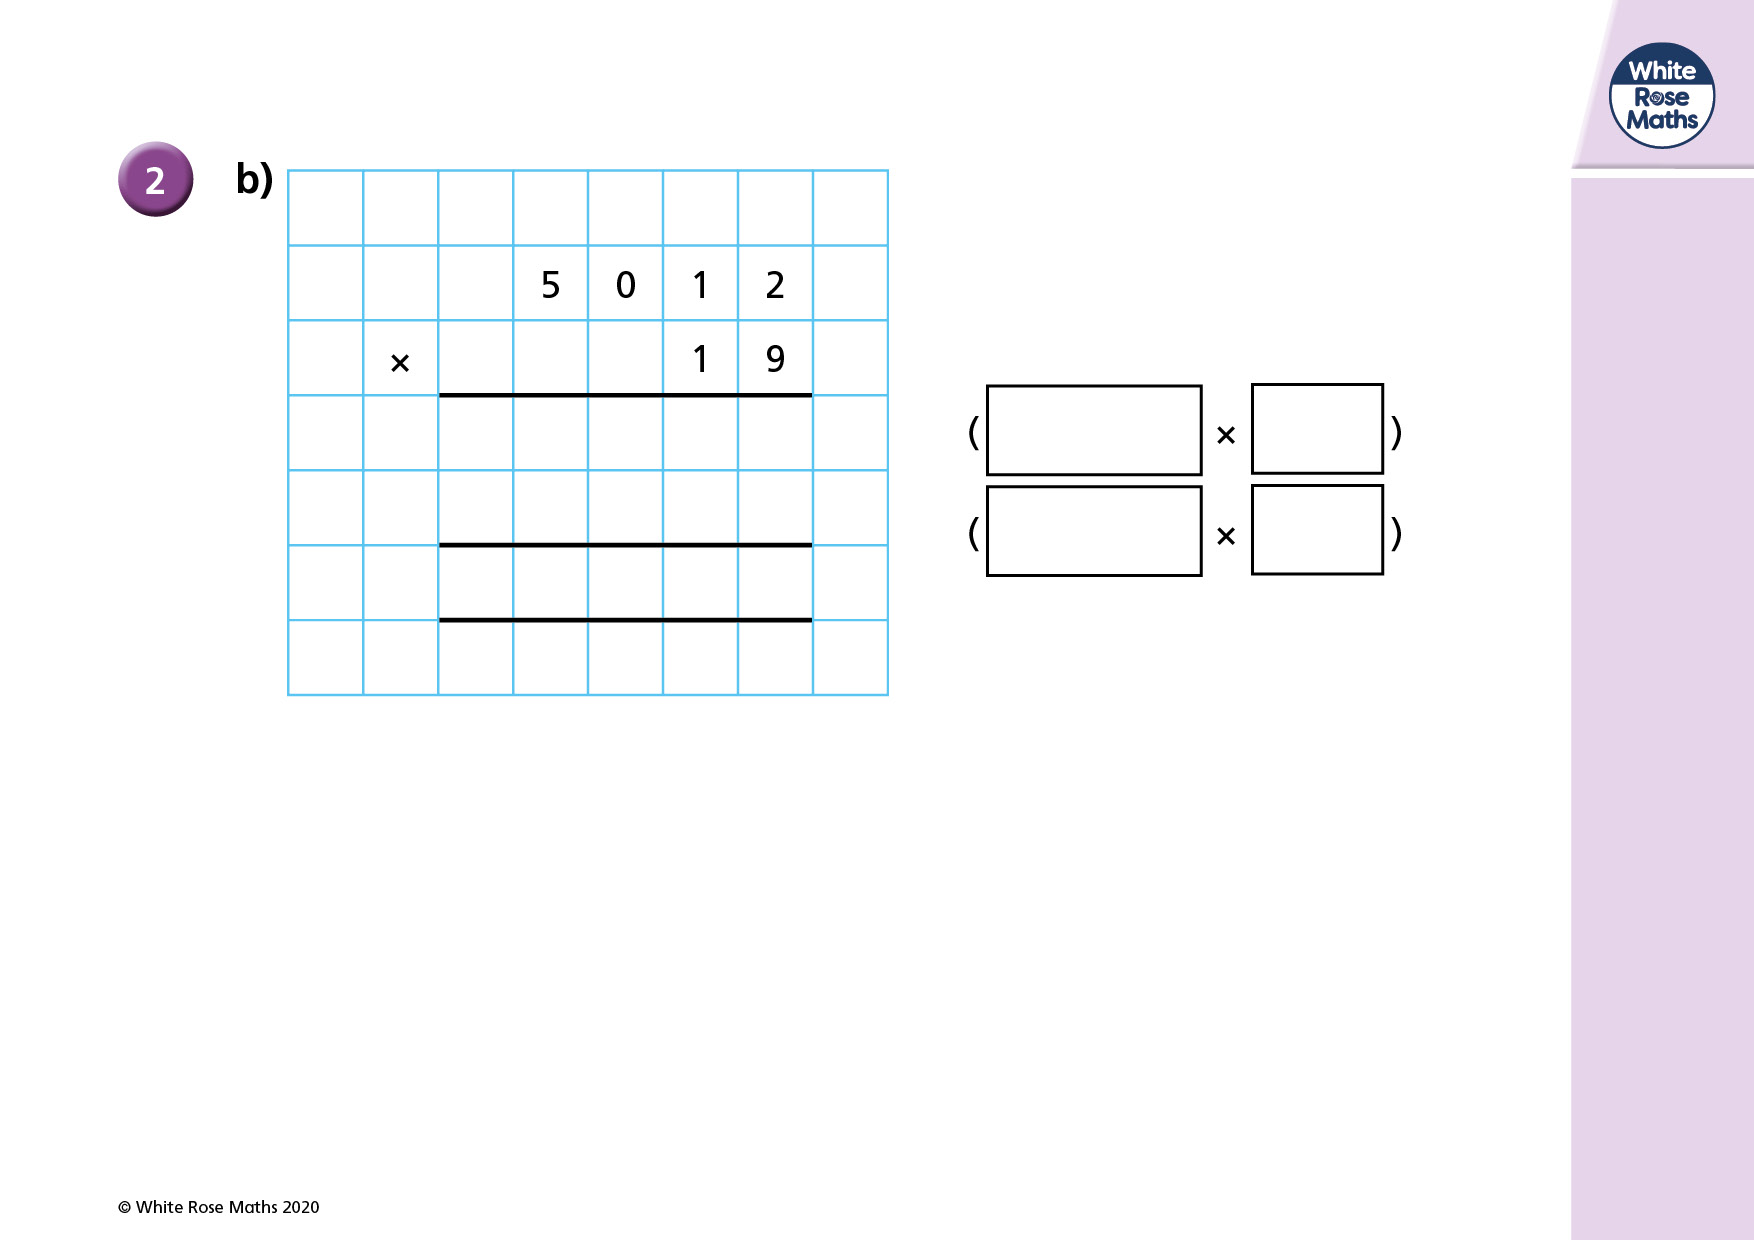 White
Rose
Maths
2 b)
5 0 1 2
× 1 9
( × )
( × )
© White Rose Maths 2020